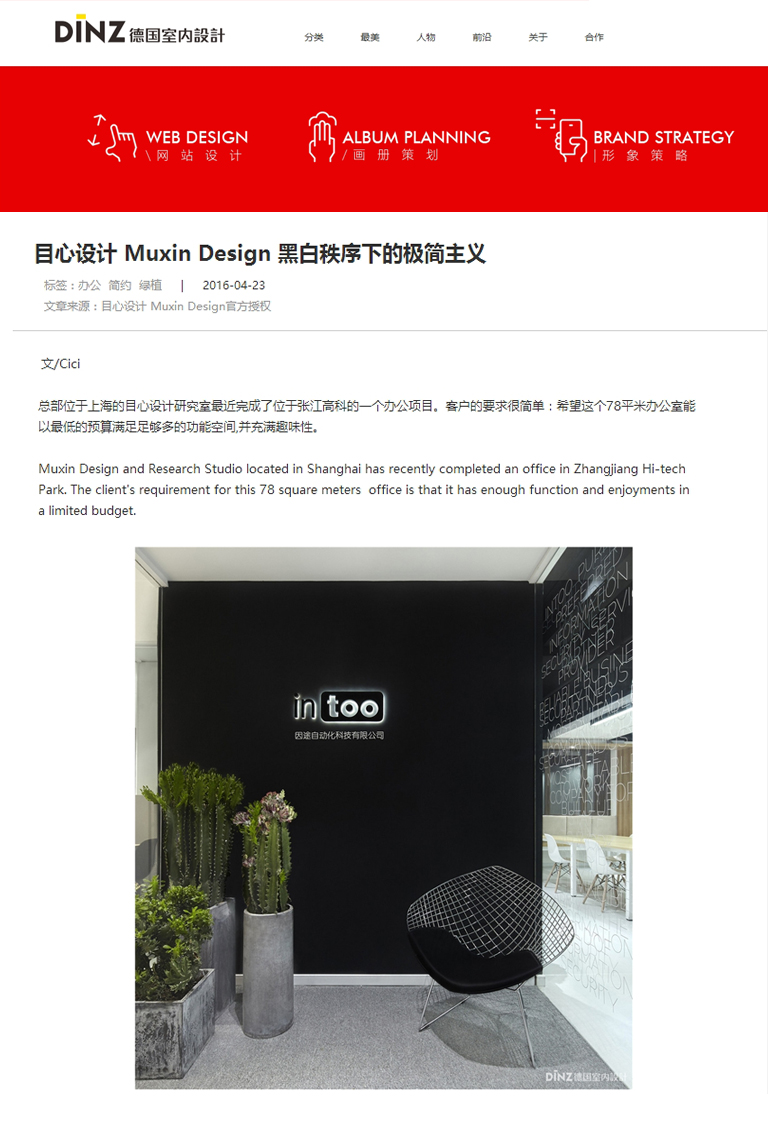 DINZ 德国室内設計
分类 最美 人物 前沿 关于 合作
WEB DESIGN
\ 网 站 设 计
ALBUM PLANNING
/ 画 册 策 划
BRAND STRATEGY
| 形 象 策 略
目心设计 Muxin Design 黑白秩序下的极简主义
标签：办公 简约 绿植 | 2016-04-23
文章来源：目心设计 Muxin Design官方授权
文/Cici
总部位于上海的目心设计研究室最近完成了位于张江高科的一个办公项目。客户的要求很简单：希望这个78平米办公室能
以最低的预算满足足够多的功能空间,并充满趣味性。
Muxin Design and Research Studio located in Shanghai has recently completed an office in Zhangjiang Hi-tech
Park. The client's requirement for this 78 square meters office is that it has enough function and enjoyments in
a limited budget.
in too
因途自动化科技有限公司
INTOO
PREFERRED
INFORMATION
SECURITY SERVI
PROVIDER
DINZ德国室内設計